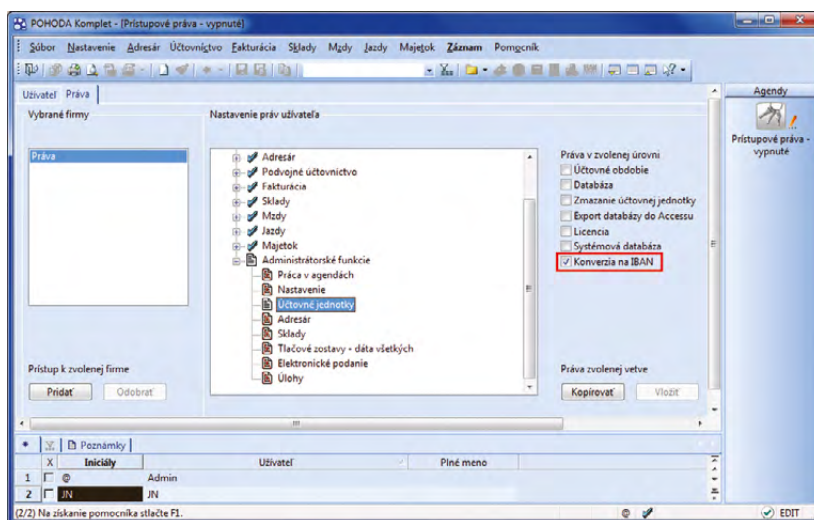 POHODA Komplet - [Prístupové práva - vypnuté]
Súbor Nastavenie Adresár Účtovníctvo Fakturácia Sklady Mzdy Jazdy Majetok Záznam Pomocník
Užívateľ Práva
Agendy
Prístupové práva - vypnuté
Vybrané firmy
Práva
Prístup k zvolenej firme
Pridať Odobrať
Nastavenie práv užívateľa
Adresár
Podvojné účtovníctvo
Fakturácia
Sklady
Mzdy
Jazdy
Majetok
Administrátorské funkcie
Práca v agendách
Nastavenie
Účtovné jednotky
Adresár
Sklady
Tlačové zostavy - dáta všetkých
Elektronické podanie
Úlohy
Práva v zvolenej úrovni
Účtovné obdobie
Databáza
Zmazanie účtovnej jednotky
Export databázy do Accessu
Licencia
Systémová databáza
Konverzia na IBAN
Práva zvolenej vetve
Kopírovať Vložiť
Poznámky
X Iniciály Užívateľ Plné meno
1 @ Admin
2 JN JN
(2/2) Na získanie pomocníka stlačte F1. @ EDIT